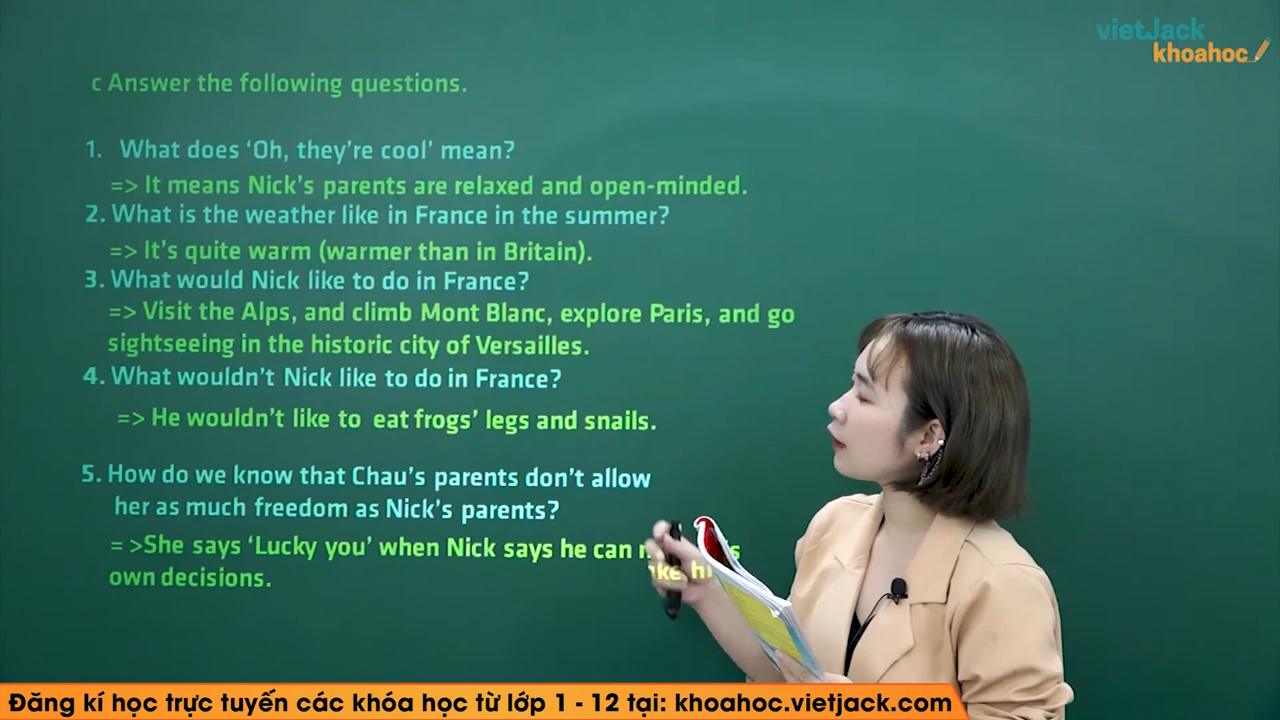 vietJack
khoahoc
c Answer the following questions.
1. What does ‘Oh, they’re cool’ mean?
=> It means Nick’s parents are relaxed and open-minded.
2. What is the weather like in France in the summer?
=> It’s quite warm (warmer than in Britain).
3. What would Nick like to do in France?
=> Visit the Alps, and climb Mont Blanc, explore Paris, and go
sightseeing in the historic city of Versailles.
4. What wouldn’t Nick like to do in France?
=> He wouldn’t like to eat frogs’ legs and snails.
5. How do we know that Chau’s parents don’t allow
her as much freedom as Nick’s parents?
= >She says ‘Lucky you’ when Nick says he can
own decisions.
Đăng kí học trực tuyến các khóa học từ lớp 1 - 12 tại: khoahoc.vietjack.com